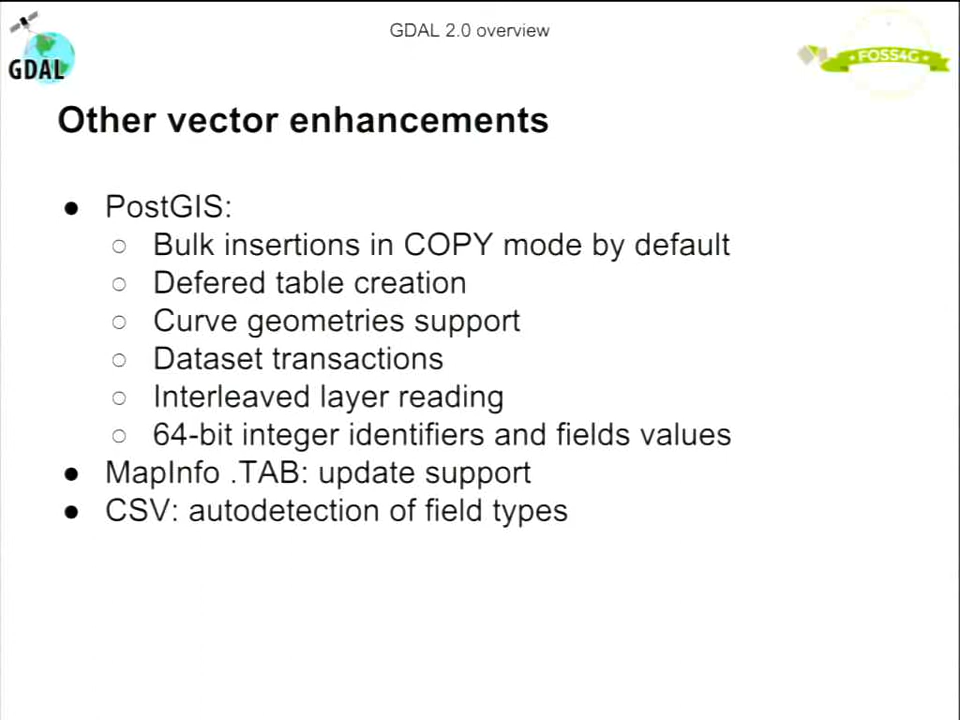 GDAL 2.0 overview
GDAL
FOSS4G
Other vector enhancements
● PostGIS:
○ Bulk insertions in COPY mode by default
○ Defered table creation
○ Curve geometries support
○ Dataset transactions
○ Interleaved layer reading
○ 64-bit integer identifiers and fields values
● MapInfo .TAB: update support
● CSV: autodetection of field types